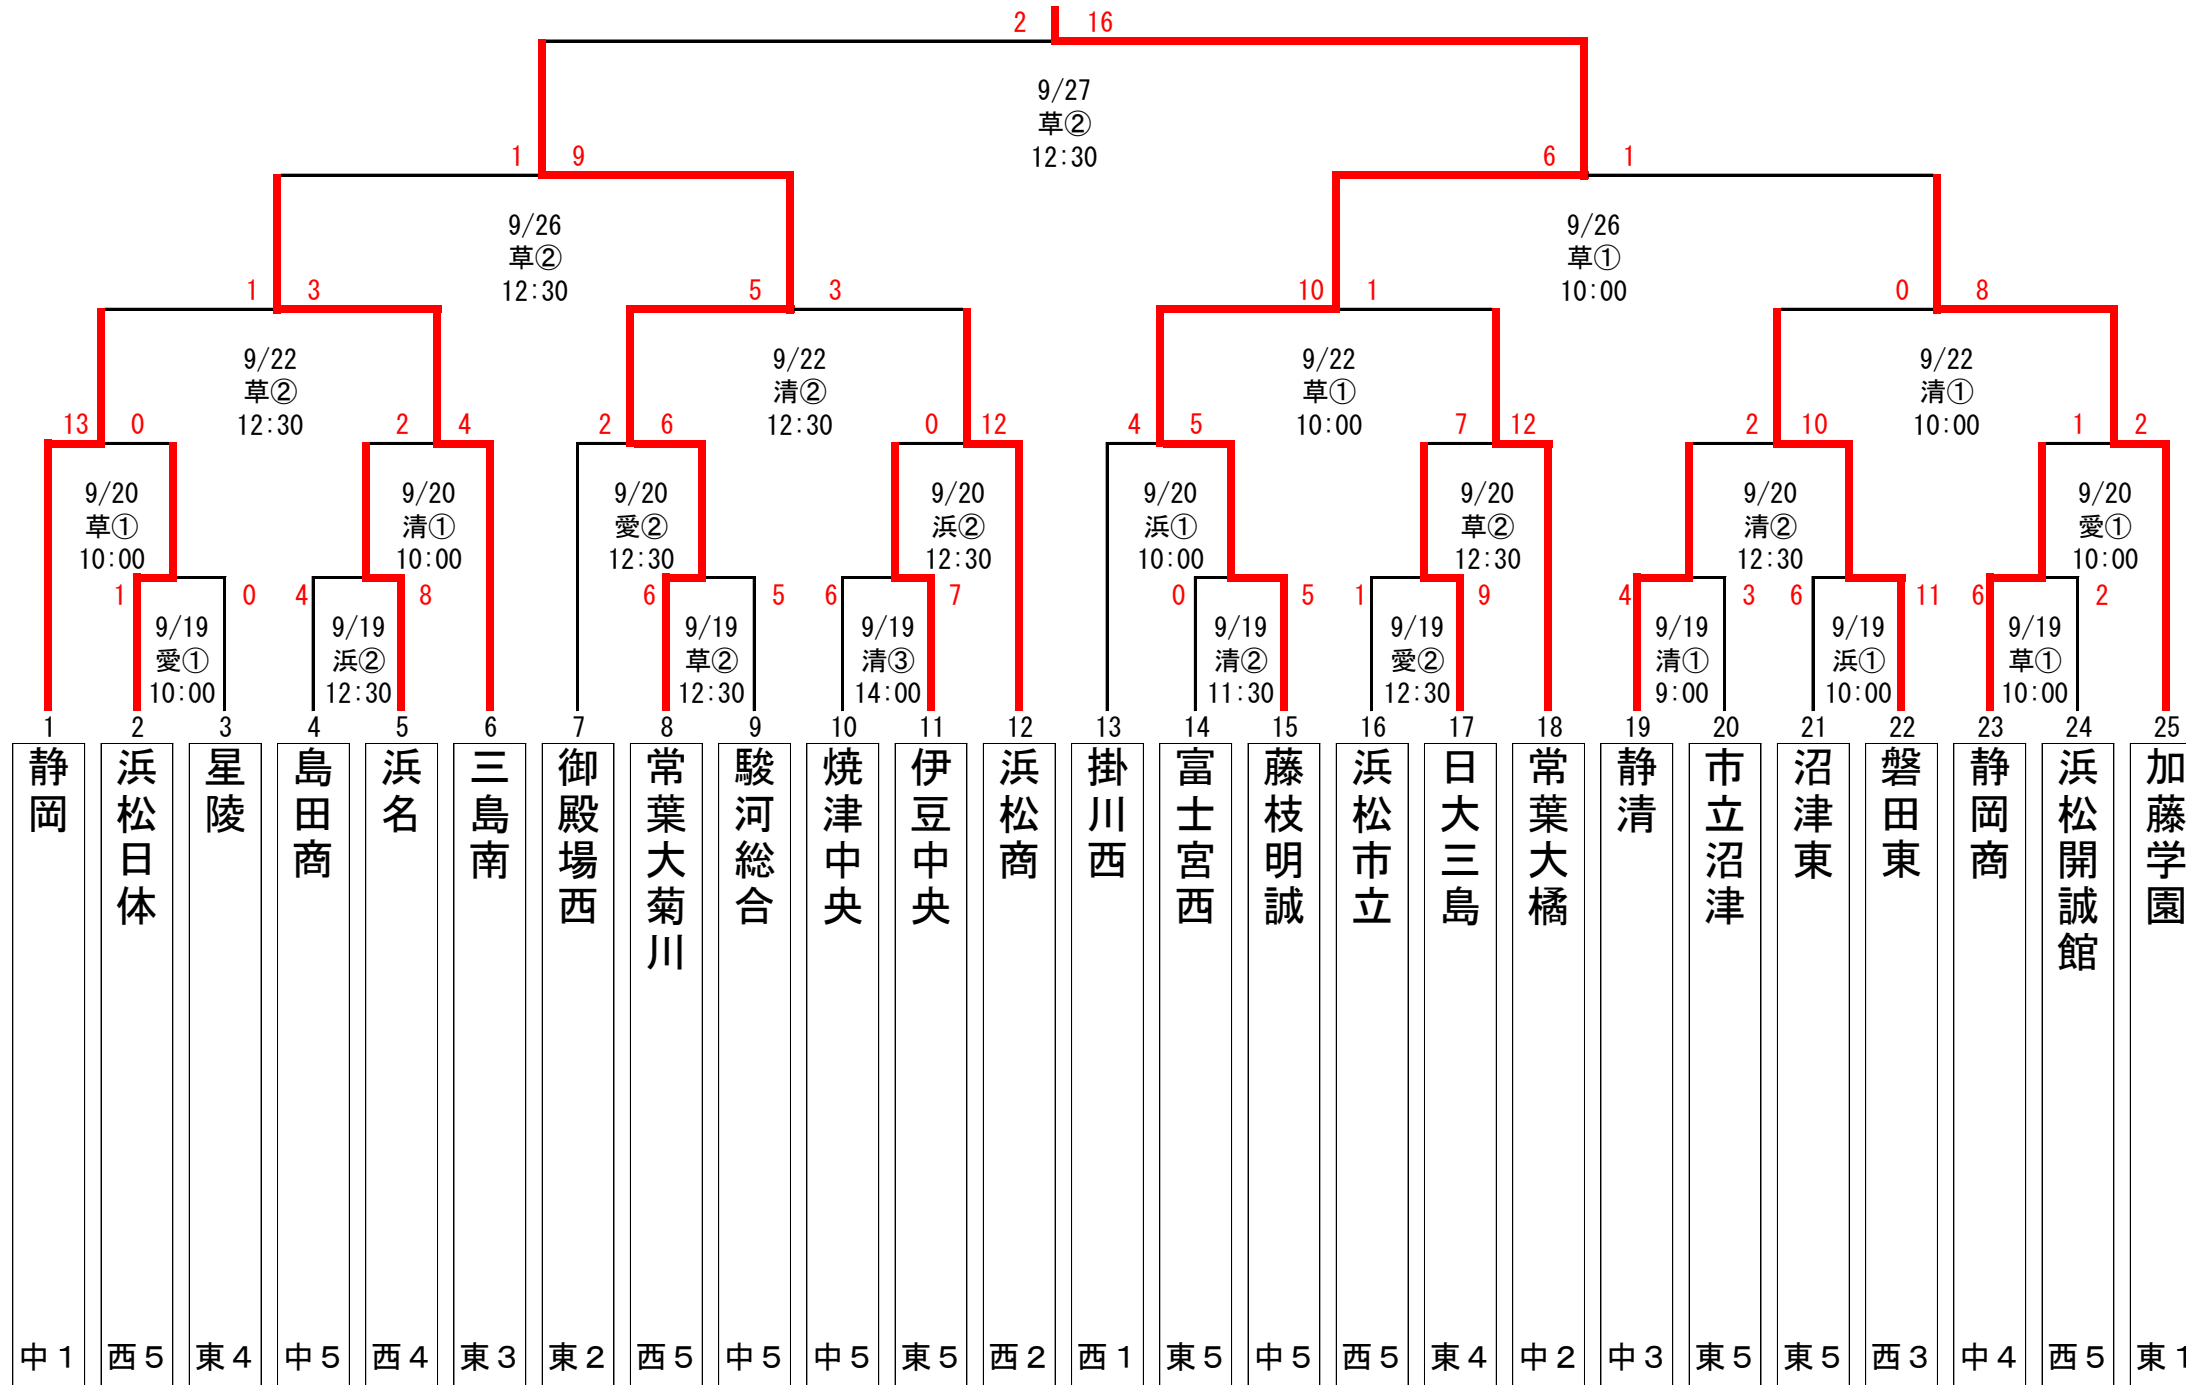 2 16
9/27
草②
12:30
1 9 6 1
9/26 9/26
草② 草①
12:30 10:00
1 3 5 3 10 1 0 8
9/22 9/22 9/22 9/22
草② 清② 草① 清①
12:30 12:30 10:00 10:00
13 0 2 4 2 6 0 12 4 5 7 12 2 10 1 2
9/20 9/20 9/20 9/20 9/20 9/20 9/20 9/20
草① 清① 愛② 浜② 浜① 草② 清② 愛①
10:00 10:00 12:30 12:30 10:00 12:30 12:30 10:00
1 0 4 8 6 5 6 7 0 5 1 9 4 3 6 11 6 2
9/19 9/19 9/19 9/19 9/19 9/19 9/19 9/19 9/19
愛① 浜② 草② 清③ 清② 愛② 清① 浜① 草①
10:00 12:30 12:30 14:00 11:30 12:30 9:00 10:00 10:00
1 2 3 4 5 6 7 8 9 10 11 12 13 14 15 16 17 18 19 20 21 22 23 24 25
静岡
浜松日体
星陵
島田商
浜名
三島南
御殿場西
常葉大菊川
駿河総合
焼津中央
伊豆中央
浜松商
掛川西
富士宮西
藤枝明誠
浜松市立
日大三島
常葉大橘
静清
市立沼津
沼津東
磐田東
静岡商
浜松開誠館
加藤学園
中1 西5 東4 中5 西4 東3 東2 西5 中5 中5 東5 西2 西1 東5 中5 西5 東4 中2 中3 東5 東5 西3 中4 西5 東1